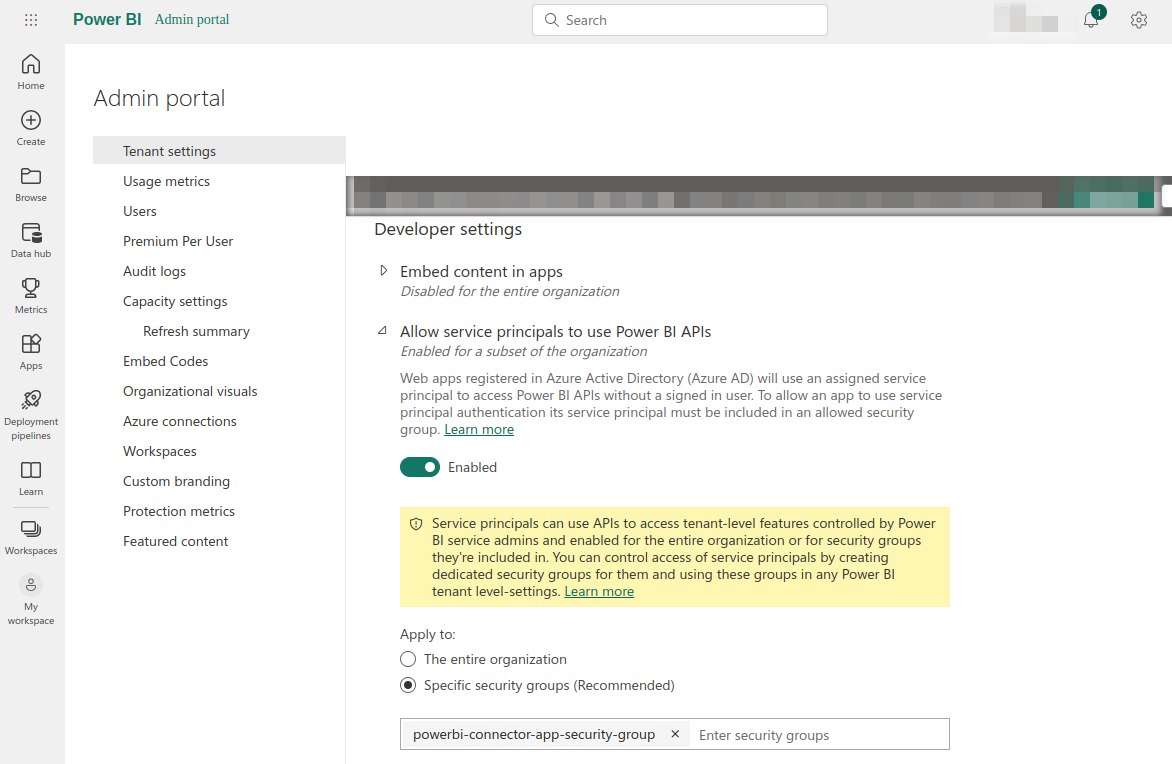 Power BI Admin portal
Search
1
Home
Create
Browse
Data hub
Metrics
Apps
Deployment
pipelines
Learn
Workspaces
My
workspace
Admin portal
Tenant settings
Usage metrics
Users
Premium Per User
Audit logs
Capacity settings
Refresh summary
Embed Codes
Organizational visuals
Azure connections
Workspaces
Custom branding
Protection metrics
Featured content
Developer settings
Embed content in apps
Disabled for the entire organization
Allow service principals to use Power BI APIs
Enabled for a subset of the organization
Web apps registered in Azure Active Directory (Azure AD) will use an assigned service
principal to access Power BI APIs without a signed in user. To allow an app to use service
principal authentication its service principal must be included in an allowed security
group. Learn more
Enabled
Service principals can use APIs to access tenant-level features controlled by Power
BI service admins and enabled for the entire organization or for security groups
they're included in. You can control access of service principals by creating
dedicated security groups for them and using these groups in any Power BI
tenant level-settings. Learn more
Apply to:
The entire organization
Specific security groups (Recommended)
powerbi-connector-app-security-group × Enter security groups